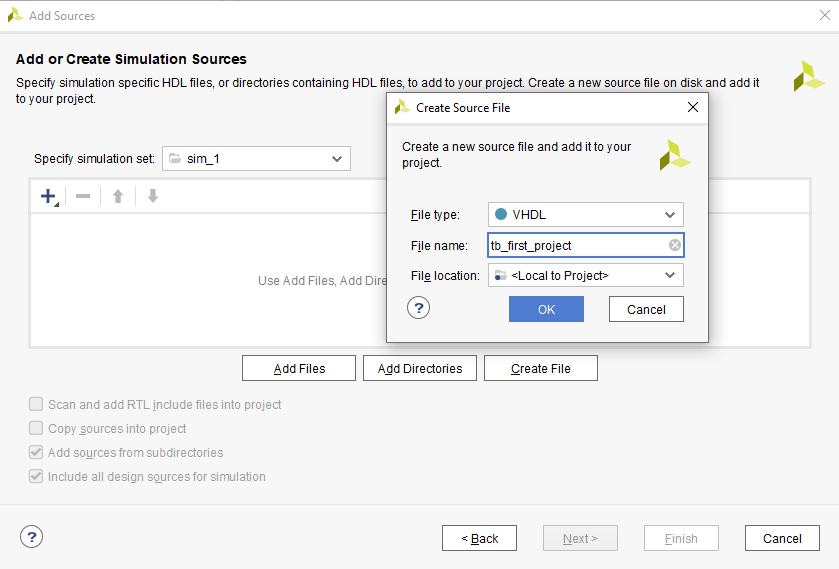 Add Sources
Add or Create Simulation Sources
Specify simulation specific HDL files, or directories containing HDL files, to add to your project. Create a new source file on disk and add it
to your project.
Specify simulation set:
sim_1
Use Add Files, Add Dire
Create Source File
Create a new source file and add it to your
project.
File type:
VHDL
File name:
tb_first_project
File location:
<Local to Project>
?
OK
Cancel
Add Files
Add Directories
Create File
Scan and add RTL include files into project
Copy sources into project
Add sources from subdirectories
Include all design sources for simulation
?
< Back
Next >
Finish
Cancel